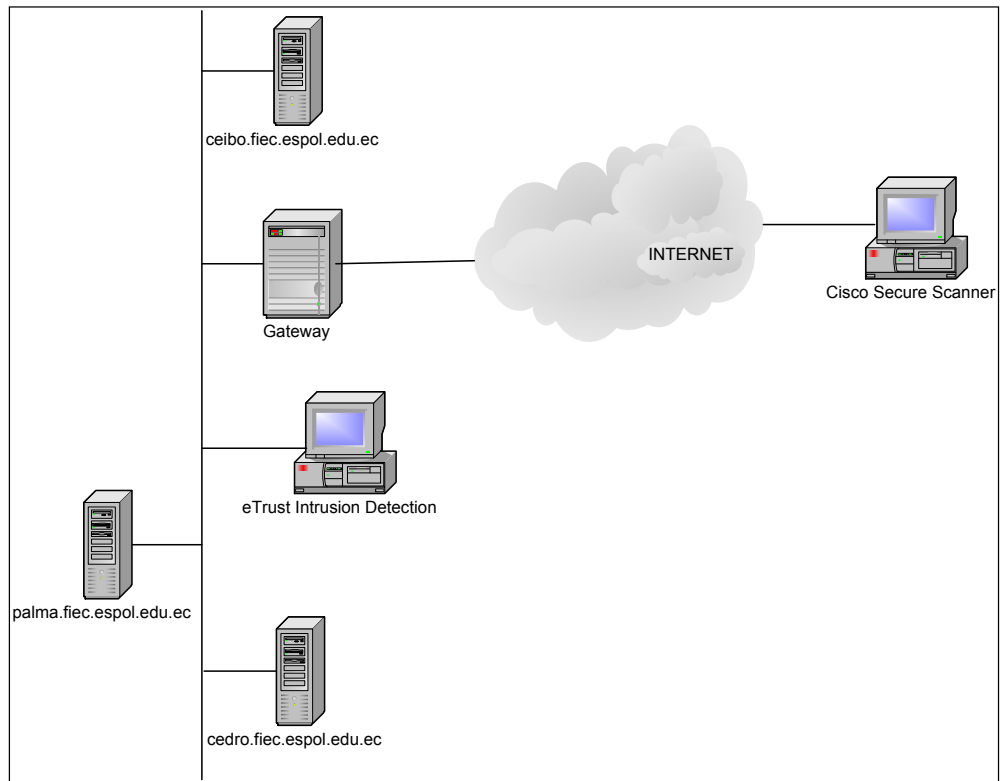 ceibo.fiec.espol.edu.ec
INTERNET
Cisco Secure Scanner
Gateway
eTrust Intrusion Detection
palma.fiec.espol.edu.ec
cedro.fiec.espol.edu.ec